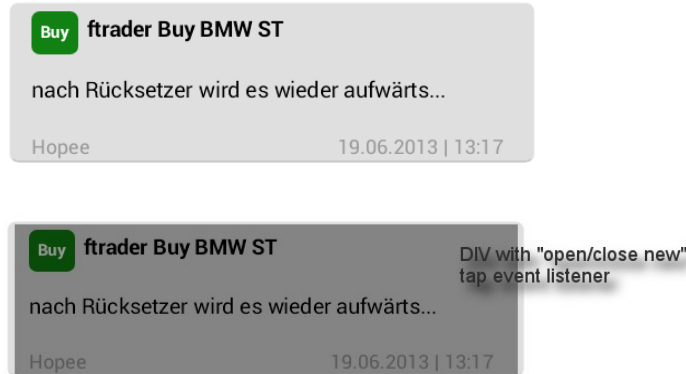 Buy ftrader Buy BMW ST
nach Rücksetzer wird es wieder aufwärts...
Hopee 19.06.2013 | 13:17
Buy ftrader Buy BMW ST
DIV with "open/close new"
tap event listener
nach Rücksetzer wird es wieder aufwärts...
Hopee 19.06.2013 | 13:17